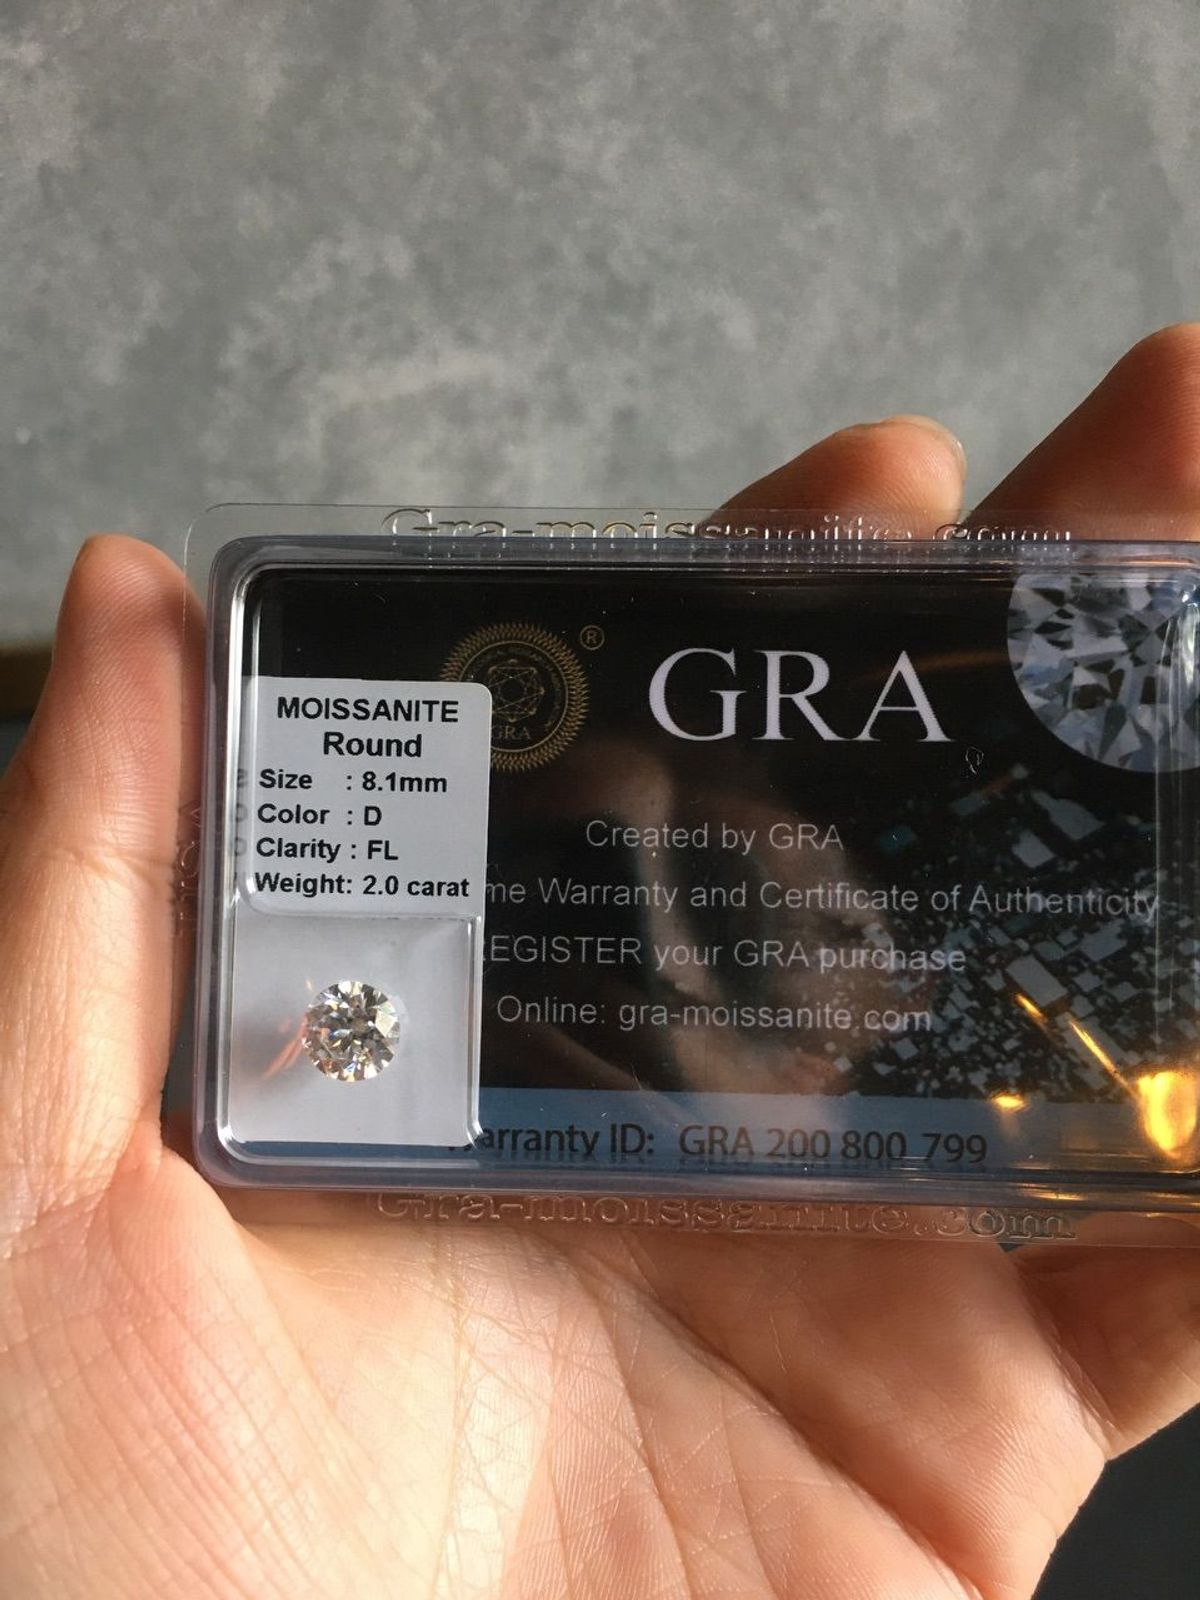 Gra-moissanite.com
®
GRA
GRA
MOISSANITE
Round
Size : 8.1mm
Color : D
Clarity : FL
Weight: 2.0 carat
Created by GRA
me Warranty and Certificate of Authenticity
EGISTER your GRA purchase
Online: gra-moissanite.com
arranty ID: GRA 200 800 799
Gra-moissanite.com